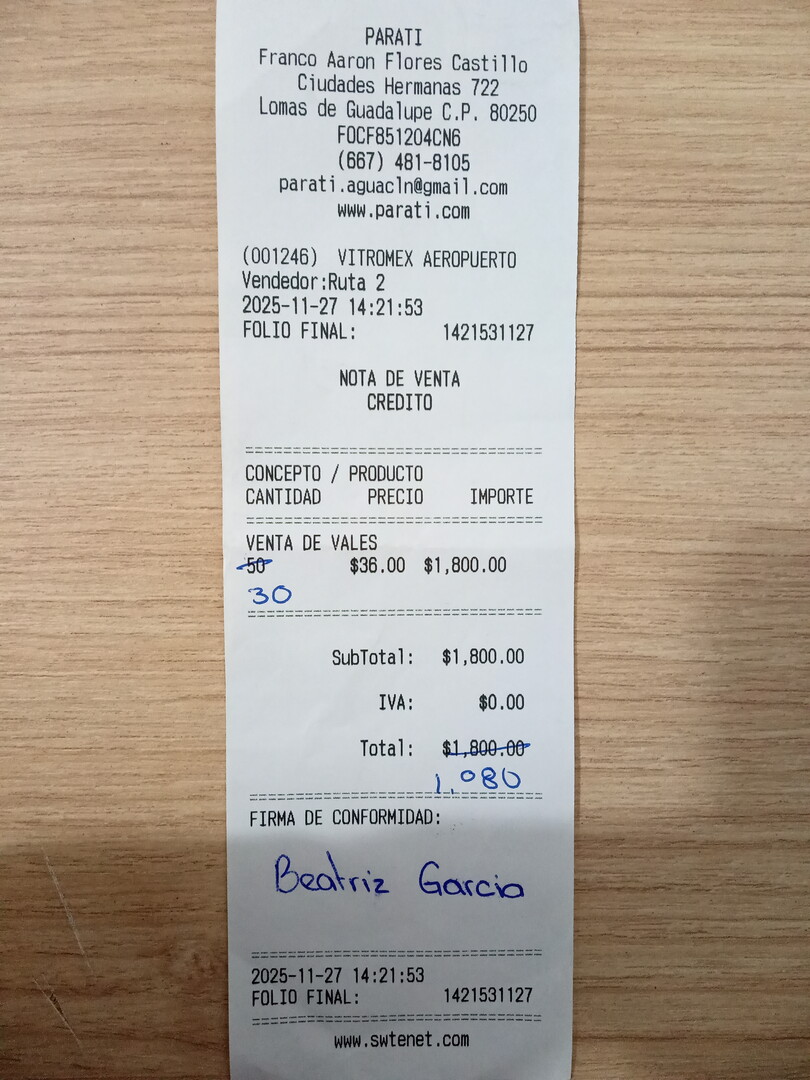 PARATI
Franco Aaron Flores Castillo
Ciudades Hermanas 722
Lomas de Guadalupe C.P. 80250
FOCF851204CN6
(667) 481-8105
parati.aguacln@gmail.com
www.parati.com
(001246) VITROMEX AEROPUERTO
Vendedor:Ruta 2
2025-11-27 14:21:53
FOLIO FINAL: 1421531127
NOTA DE VENTA
CREDITO
================================
CONCEPTO / PRODUCTO
CANTIDAD PRECIO IMPORTE
================================
VENTA DE VALES
50 $36.00 $1,800.00
30
================================
SubTotal: $1,800.00
IVA: $0.00
Total: $1,800.00
1,080
================================
FIRMA DE CONFORMIDAD:
Beatriz Garcia
================================
2025-11-27 14:21:53
FOLIO FINAL: 1421531127
================================
www.swtenet.com